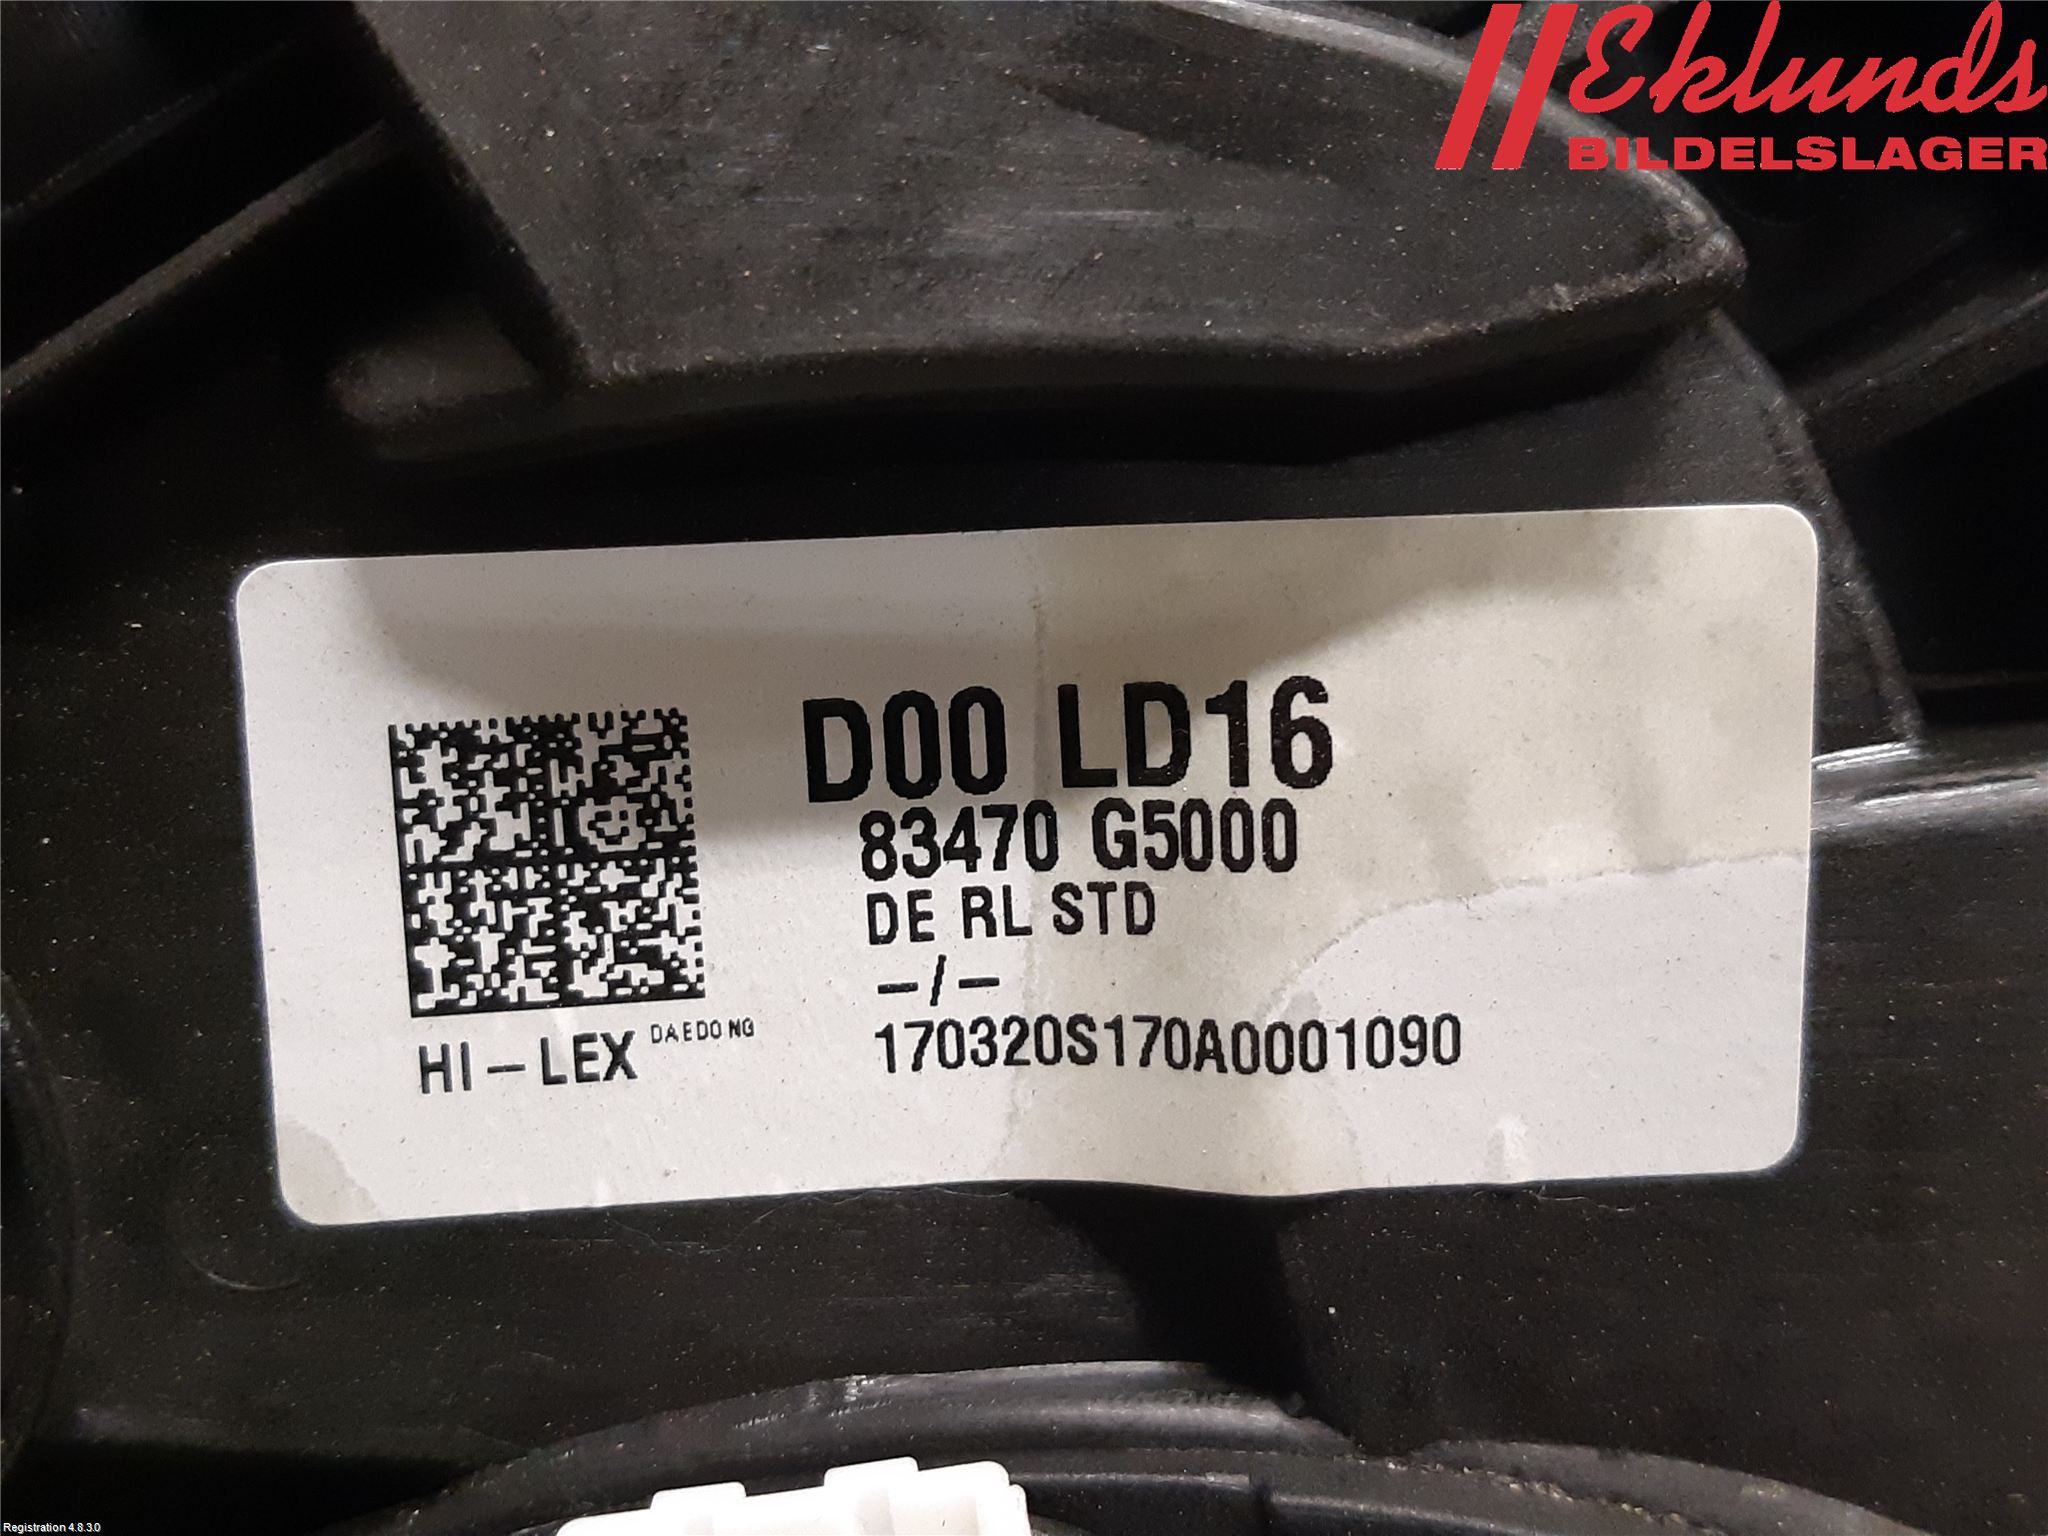 Eklunds
BILDELSLAGER
D00 LD16
83470 G5000
DE RL STD
-/-
170320S170A0001090
HI-LEX DAEDONG
Registration 4.8.3.0